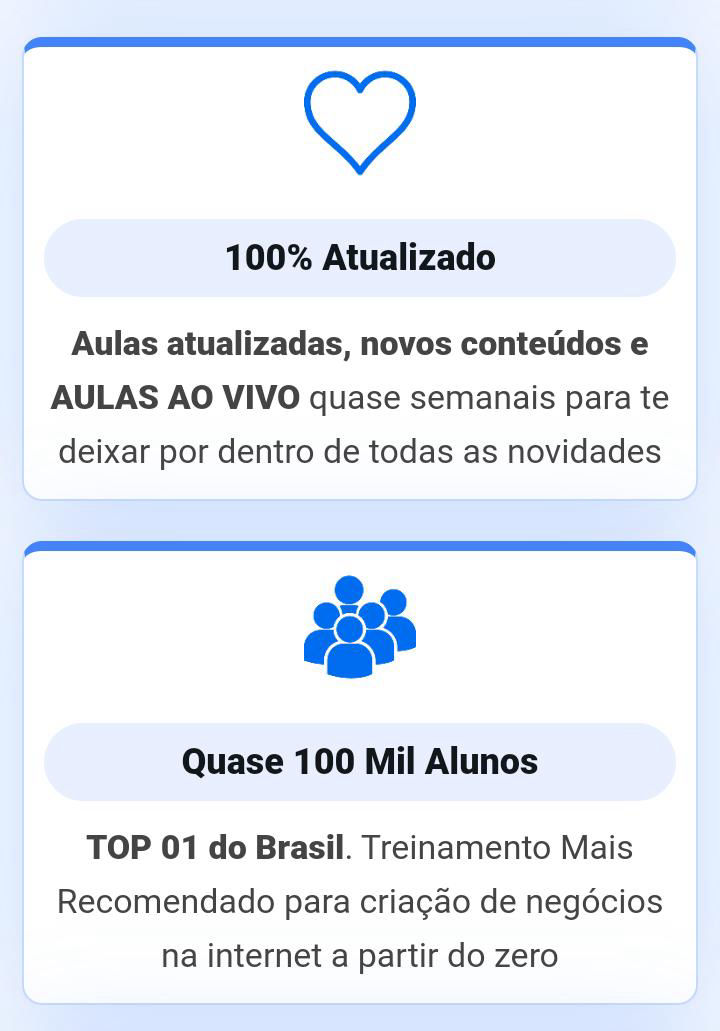 100% Atualizado
Aulas atualizadas, novos conteúdos e
AULAS AO VIVO quase semanais para te
deixar por dentro de todas as novidades
Quase 100 Mil Alunos
TOP 01 do Brasil. Treinamento Mais
Recomendado para criação de negócios
na internet a partir do zero